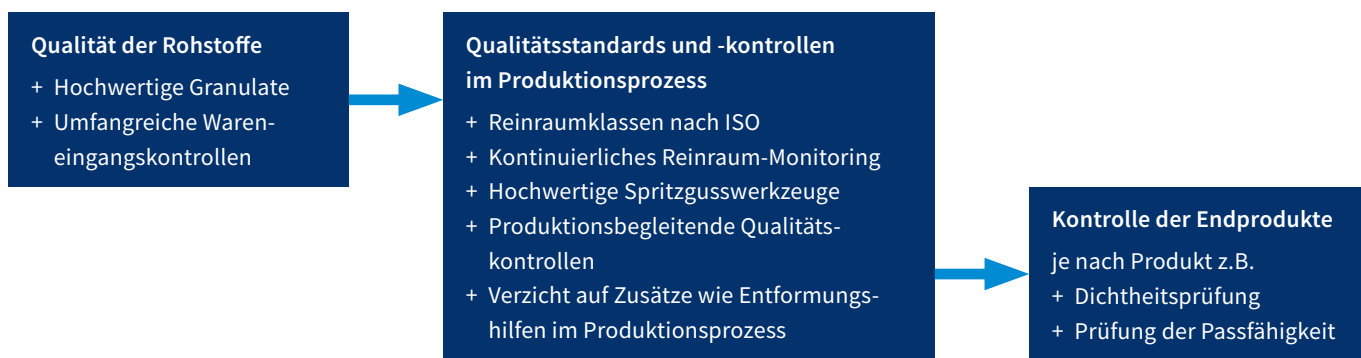 Qualität der Rohstoffe
+ Hochwertige Granulate
+ Umfangreiche Waren-
eingangskontrollen
Qualitätsstandards und -kontrollen
im Produktionsprozess
+ Reinraumklassen nach ISO
+ Kontinuierliches Reinraum-Monitoring
+ Hochwertige Spritzgusswerkzeuge
+ Produktionsbegleitende Qualitäts-
kontrollen
+ Verzicht auf Zusätze wie Entformungs-
hilfen im Produktionsprozess
Kontrolle der Endprodukte
je nach Produkt z.B.
+ Dichtheitsprüfung
+ Prüfung der Passfähigkeit